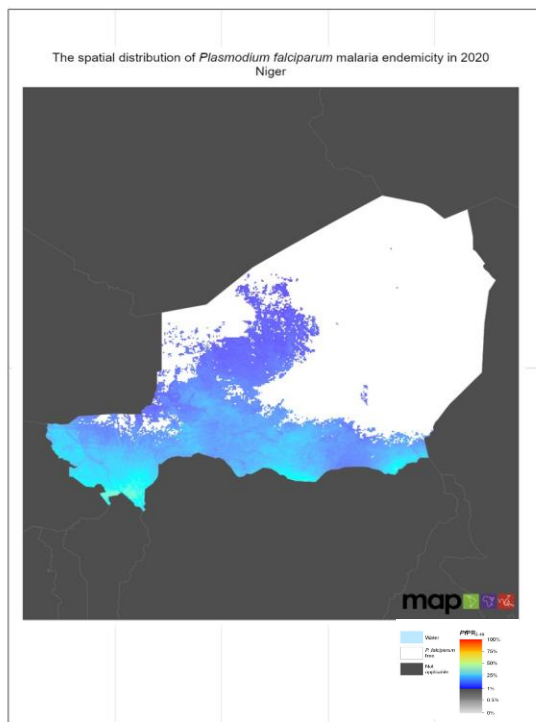 The spatial distribution of Plasmodium falciparum malaria endemicity in 2020
Niger
map
Water
P. falciparum
free
Not
applicable
100%
75%
50%
25%
1%
0.5%
0%